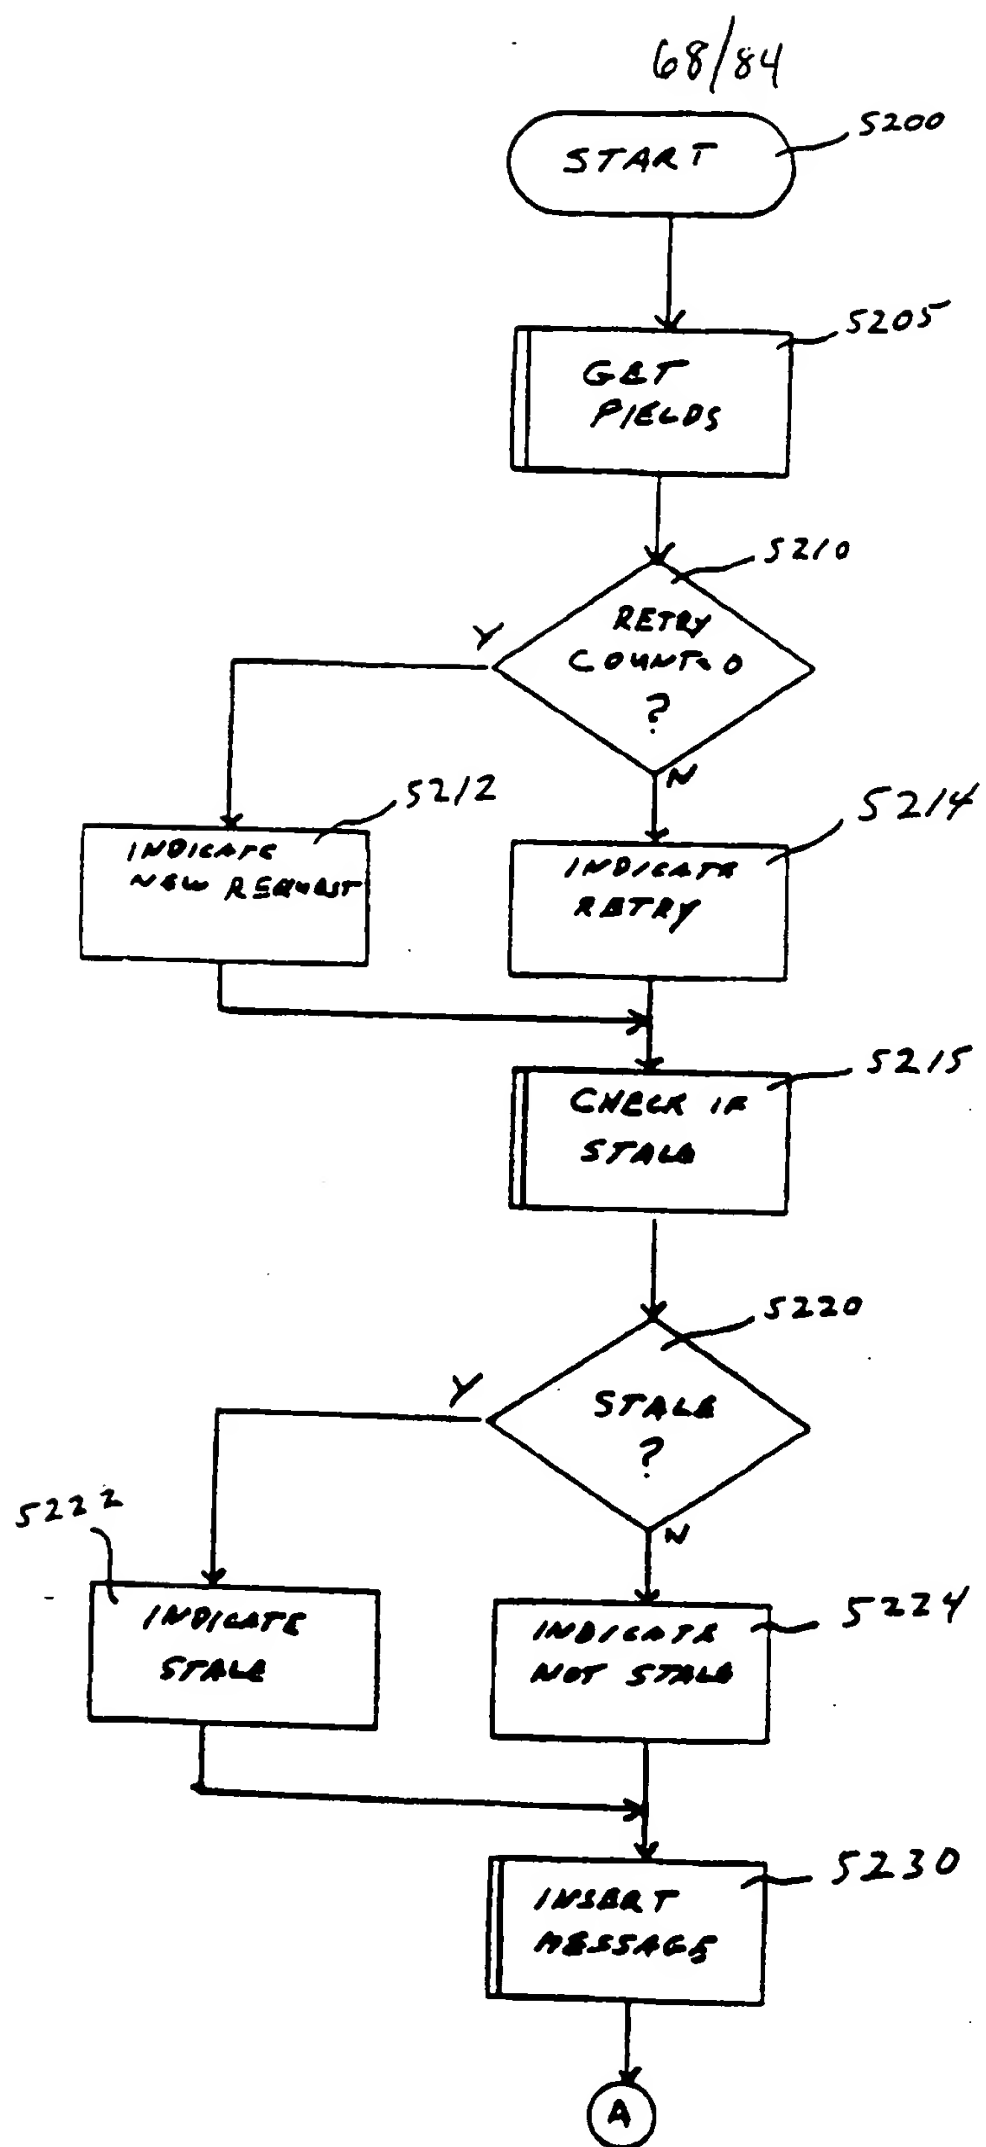 68/84
START
5200
GET
FIELDS
5205
5210
RETRY
COUNT=0
?
Y
N
5212
INDICATE
NEW REQUEST
5214
INDICATE
RETRY
5215
CHECK IF
STALE
5220
STALE
?
Y
N
5222
INDICATE
STALE
5224
INDICATE
NOT STALE
5230
INSERT
MESSAGE
A